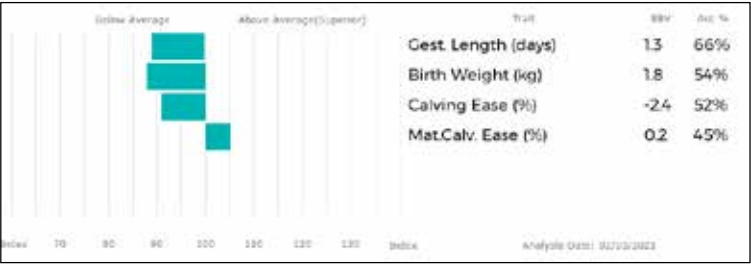 Below Average Above Average(Superior) Trait EBV Acc %
Gest. Length (days) 1.3 66%
Birth Weight (kg) 1.8 54%
Calving Ease (%) -2.4 52%
Mat.Calv. Ease (%) 0.2 45%
Index 70 80 90 100 110 120 130 Index Analysis Date: